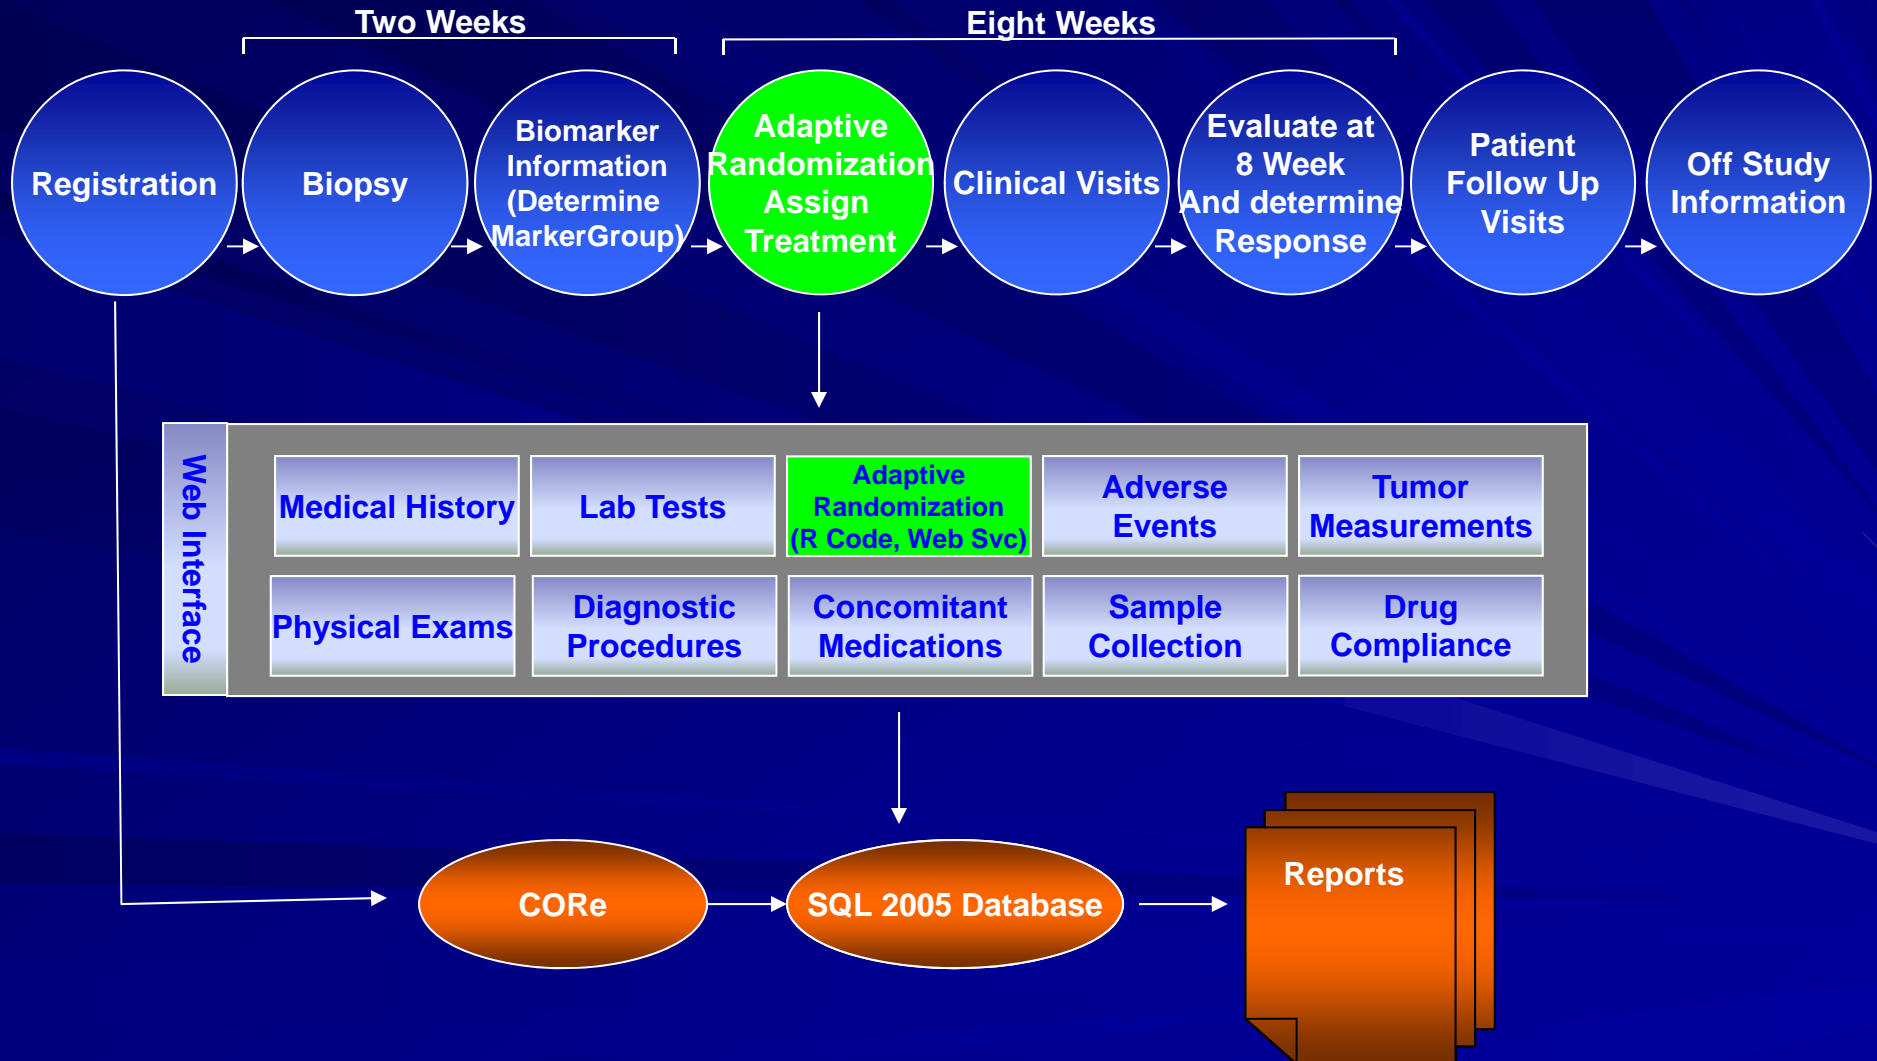 Two Weeks
Eight Weeks
Registration
Biopsy
Biomarker
Information
(Determine
MarkerGroup)
Adaptive
Randomization
Assign
Treatment
Clinical Visits
Evaluate at
8 Week
And determine
Response
Patient
Follow Up
Visits
Off Study
Information
Web Interface
Medical History
Lab Tests
Adaptive
Randomization
(R Code, Web Svc)
Adverse
Events
Tumor
Measurements
Physical Exams
Diagnostic
Procedures
Concomitant
Medications
Sample
Collection
Drug
Compliance
CORe
SQL 2005 Database
Reports